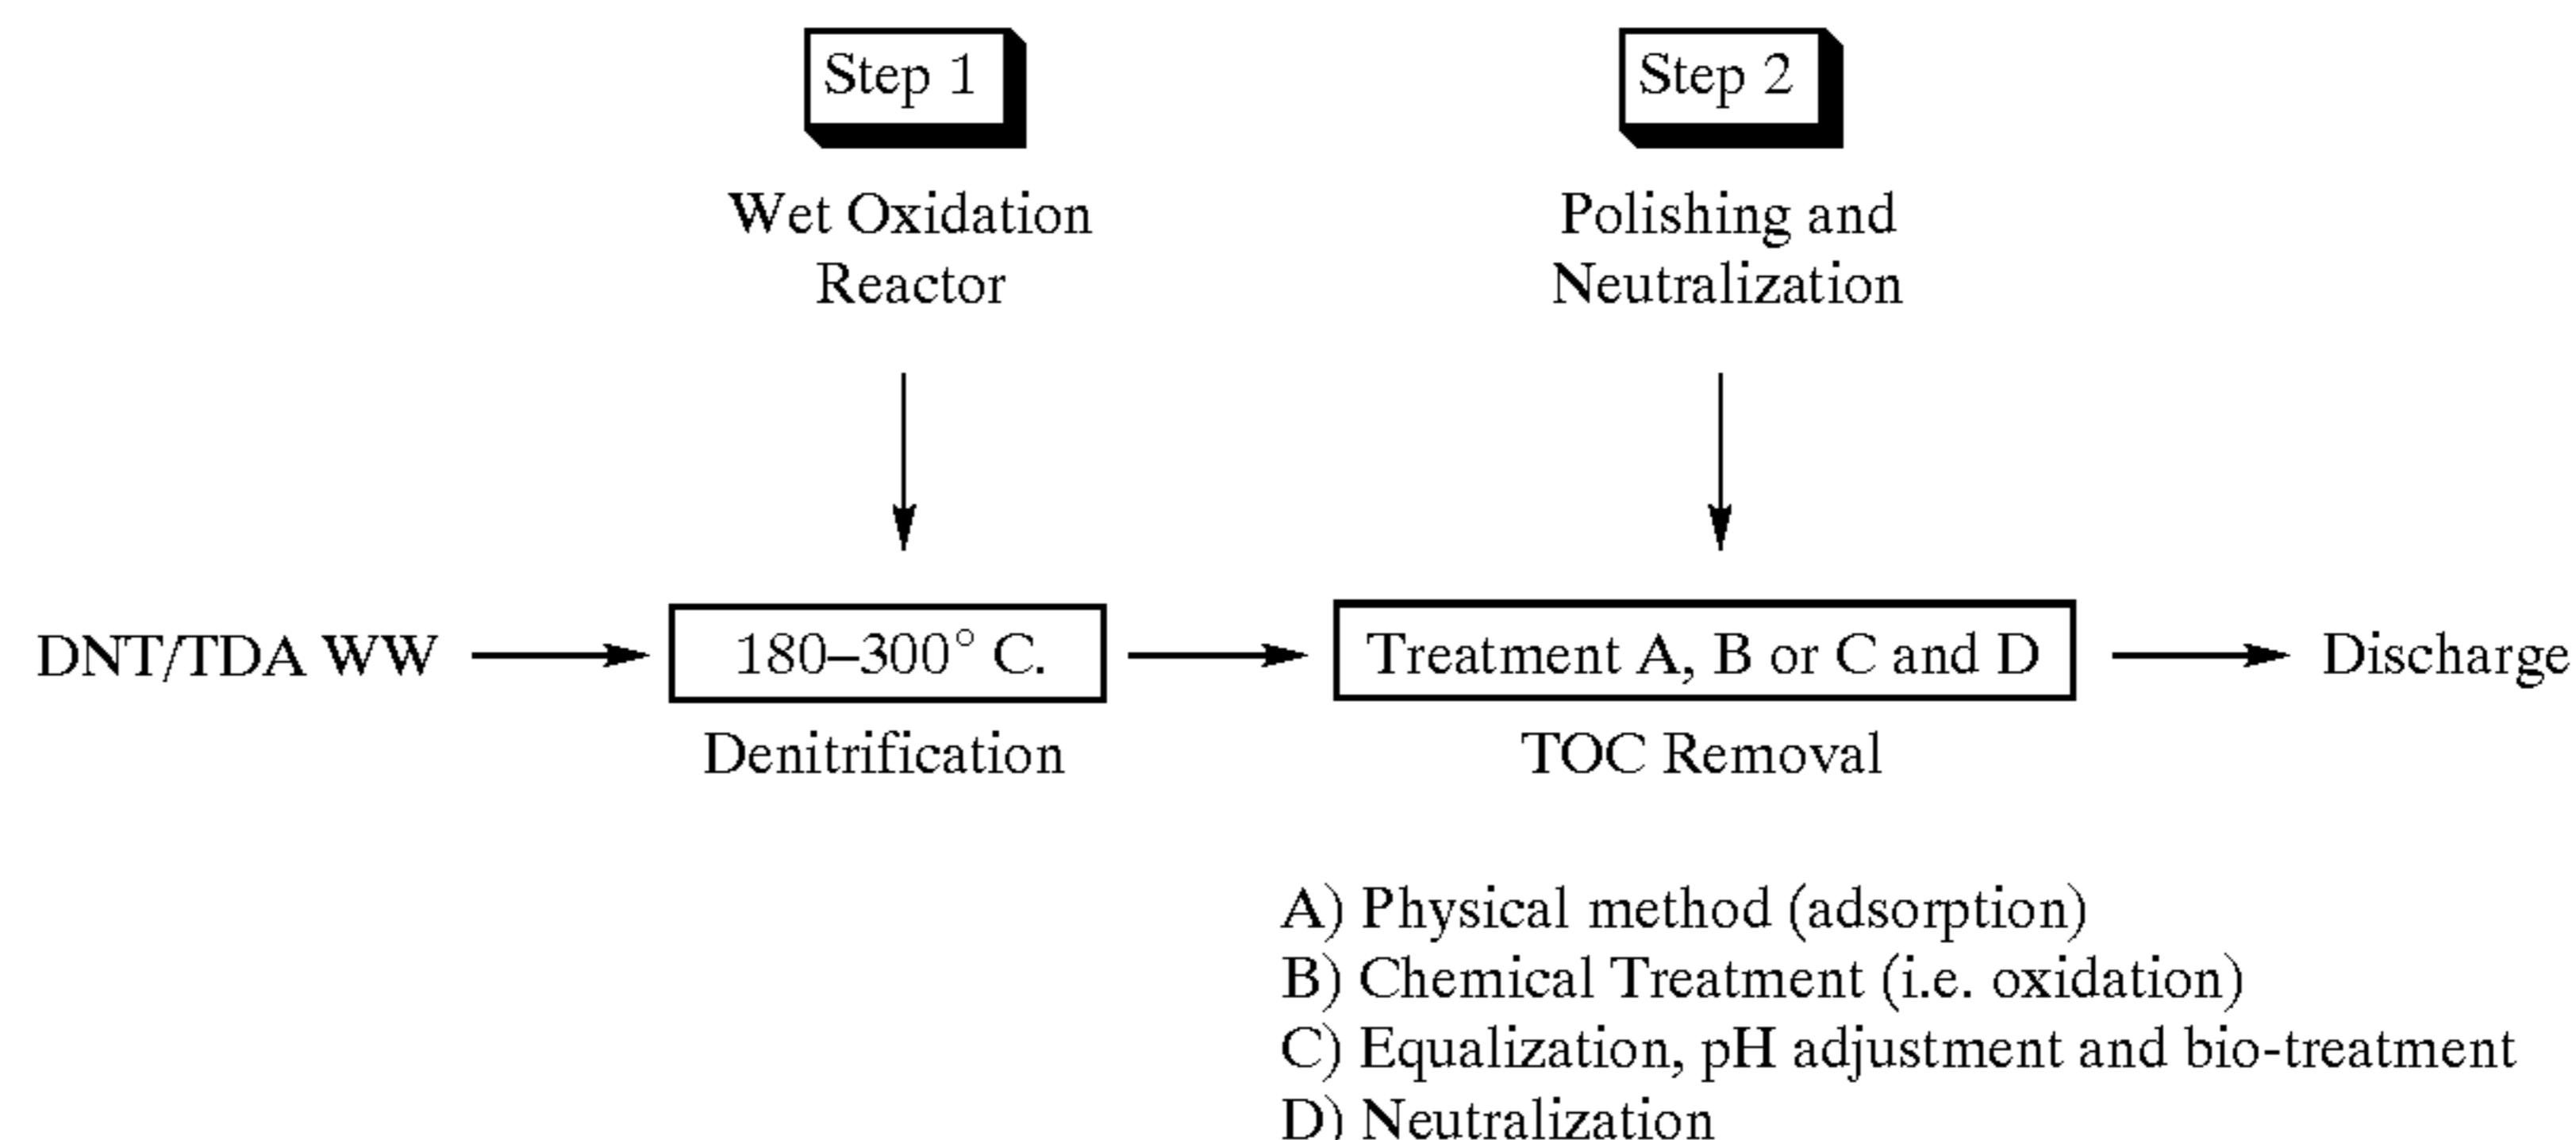 Step 1
Step 2
Wet Oxidation
Reactor
Polishing and
Neutralization
DNT/TDA WW
180–300° C.
Treatment A, B or C and D
Discharge
Denitrification
TOC Removal
A) Physical method (adsorption)
B) Chemical Treatment (i.e. oxidation)
C) Equalization, pH adjustment and bio-treatment
D) Neutralization